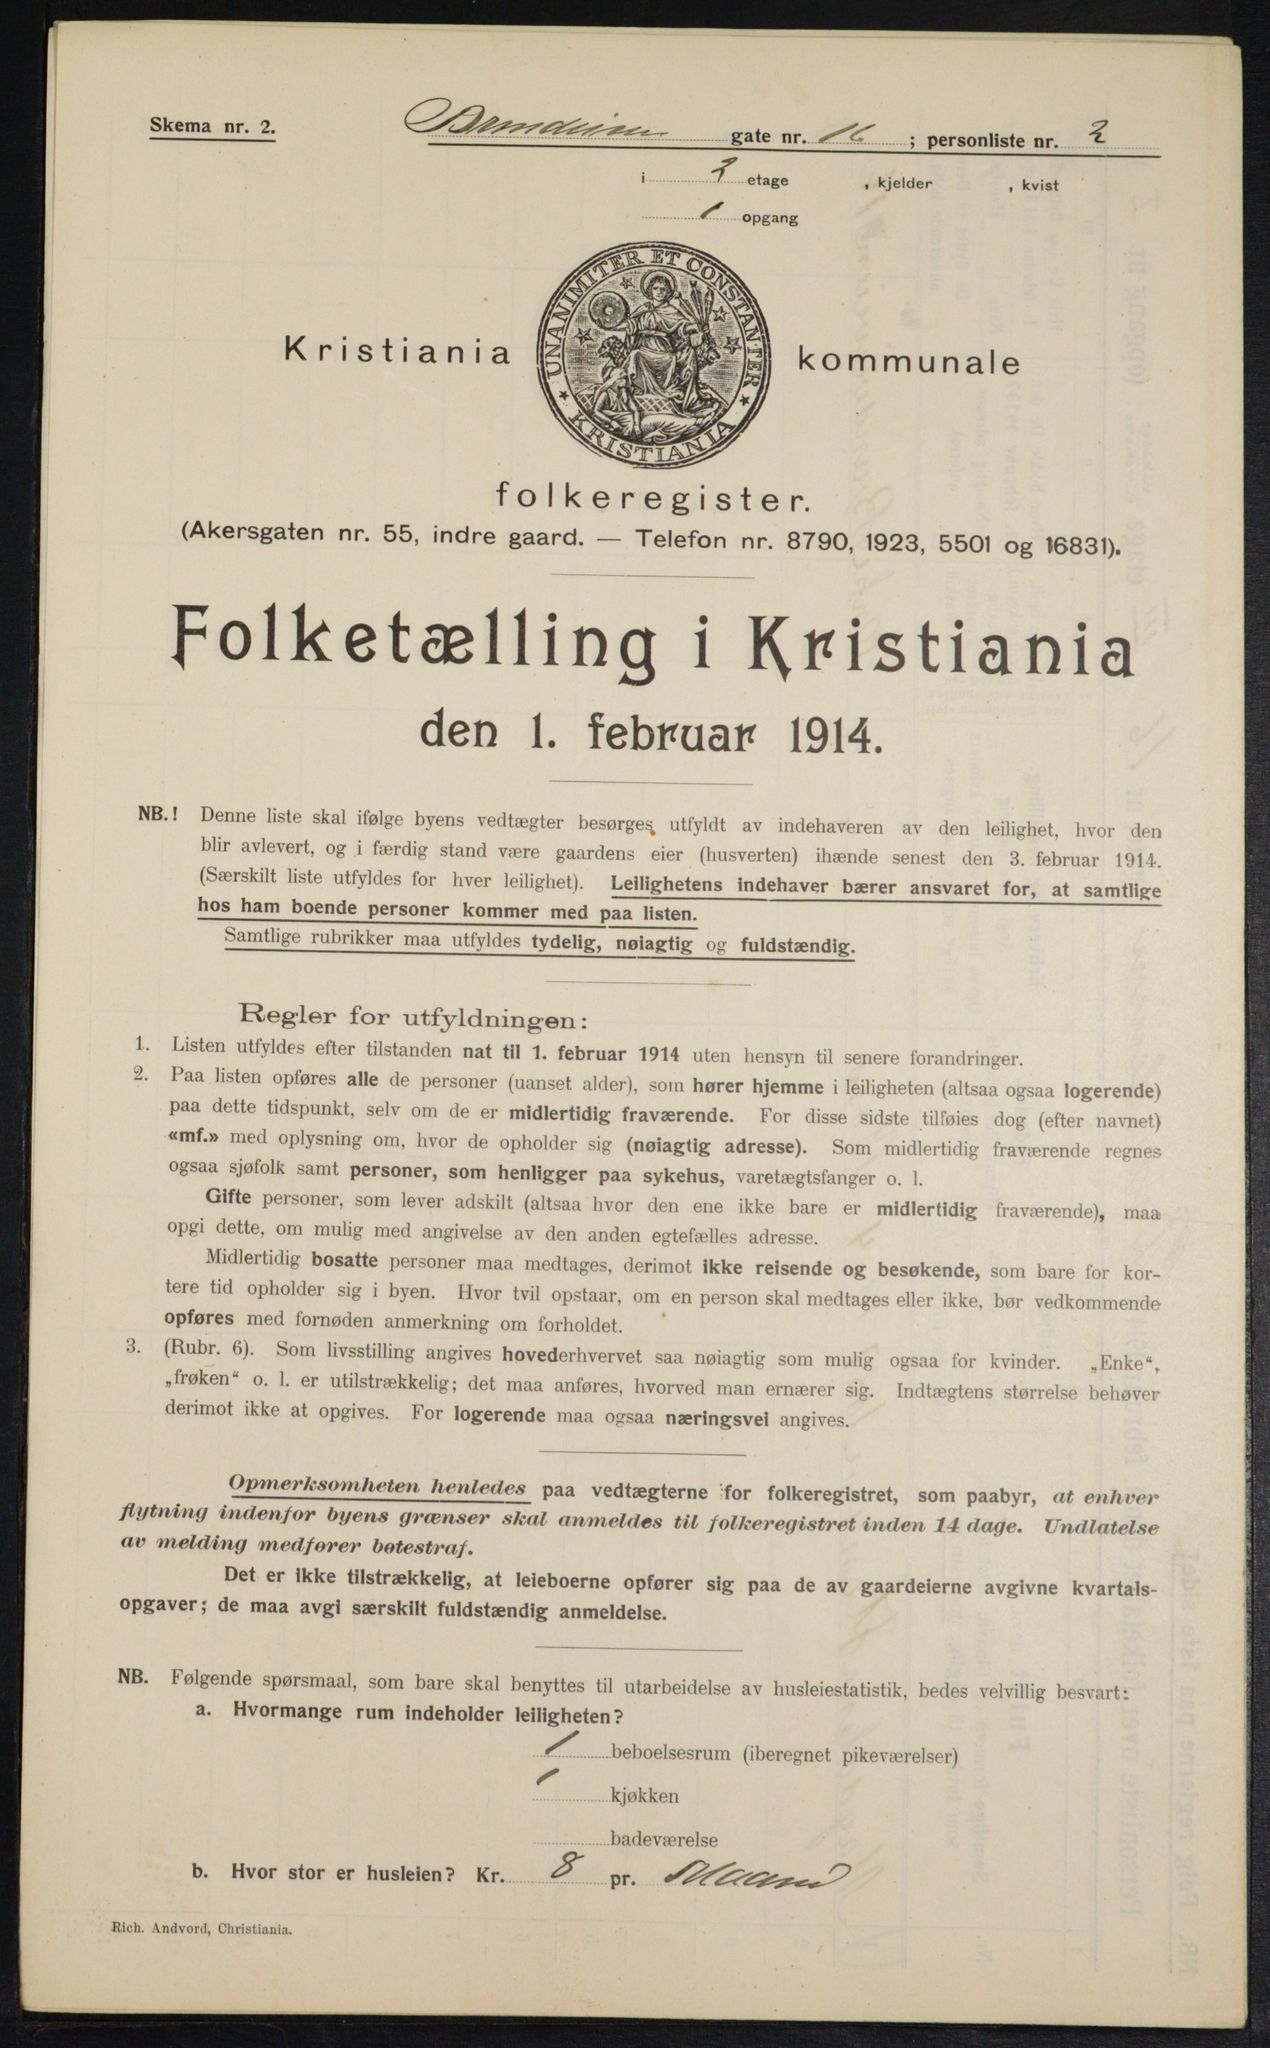 Skema nr. 2.
gate nr. 16 ; personliste nr. 2
i 2 etage , kjelder , kvist
1 opgang
UNANIMITER ET CONSTANTER
KRISTIANIA
Kristiania kommunale
folkeregister.
(Akersgaten nr. 55, indre gaard. — Telefon nr. 8790, 1923, 5501 og 16831).
Folketælling i Kristiania
den 1. februar 1914.
NB.! Denne liste skal ifølge byens vedtægter besørges utfyldt av indehaveren av den leilighet, hvor den
blir avlevert, og i færdig stand være gaardens eier (husverten) ihænde senest den 3. februar 1914.
(Særskilt liste utfyldes for hver leilighet). Leilighetens indehaver bærer ansvaret for, at samtlige
hos ham boende personer kommer med paa listen.
Samtlige rubrikker maa utfyldes tydelig, nøiagtig og fuldstændig.
Regler for utfyldningen:
1. Listen utfyldes efter tilstanden nat til 1. februar 1914 uten hensyn til senere forandringer.
2. Paa listen opføres alle de personer (uanset alder), som hører hjemme i leiligheten (altsaa ogsaa logerende)
paa dette tidspunkt, selv om de er midlertidig fraværende. For disse sidste tilføies dog (efter navnet)
«mf.» med oplysning om, hvor de opholder sig (nøiagtig adresse). Som midlertidig fraværende regnes
ogsaa sjøfolk samt personer, som henligger paa sykehus, varetægtsfanger o. l.
Gifte personer, som lever adskilt (altsaa hvor den ene ikke bare er midlertidig fraværende), maa
opgi dette, om mulig med angivelse av den anden egtefælles adresse.
Midlertidig bosatte personer maa medtages, derimot ikke reisende og besøkende, som bare for kor-
tere tid opholder sig i byen. Hvor tvil opstaar, om en person skal medtages eller ikke, bør vedkommende
opføres med fornøden anmerkning om forholdet.
3. (Rubr. 6). Som livsstilling angives hovederhvervet saa nøiagtig som mulig ogsaa for kvinder. „Enke“,
„frøken“ o. l. er utilstrækkelig; det maa anføres, hvorved man ernærer sig. Indtægtens størrelse behøver
derimot ikke at opgives. For logerende maa ogsaa næringsvei angives.
Opmerksomheten henledes paa vedtægterne for folkeregistret, som paabyr, at enhver
flytning indenfor byens grænser skal anmeldes til folkeregistret inden 14 dage. Undlatelse
av melding medfører bøtestraf.
Det er ikke tilstrækkelig, at leieboerne opfører sig paa de av gaardeierne avgivne kvartals-
opgaver; de maa avgi særskilt fuldstændig anmeldelse.
NB. Følgende spørsmaal, som bare skal benyttes til utarbeidelse av husleiestatistik, bedes velvillig besvart:
a. Hvormange rum indeholder leiligheten?
1 beboelsesrum (iberegnet pikeværelser)
1 kjøkken
badeværelse
b. Hvor stor er husleien? Kr. 8 pr. Maaned
Rich. Andvord, Christiania.